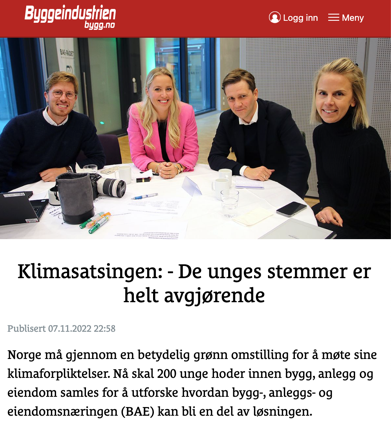 Byggeindustrien
bygg.no
Logg inn
Meny
Klimasatsingen: - De unges stemmer er
helt avgjørende
Publisert 07.11.2022 22:58
Norge må gjennom en betydelig grønn omstilling for å møte sine
klimaforpliktelser. Nå skal 200 unge hoder innen bygg, anlegg og
eiendom samles for å utforske hvordan bygg-, anleggs- og
eiendomsnæringen (BAE) kan bli en del av løsningen.